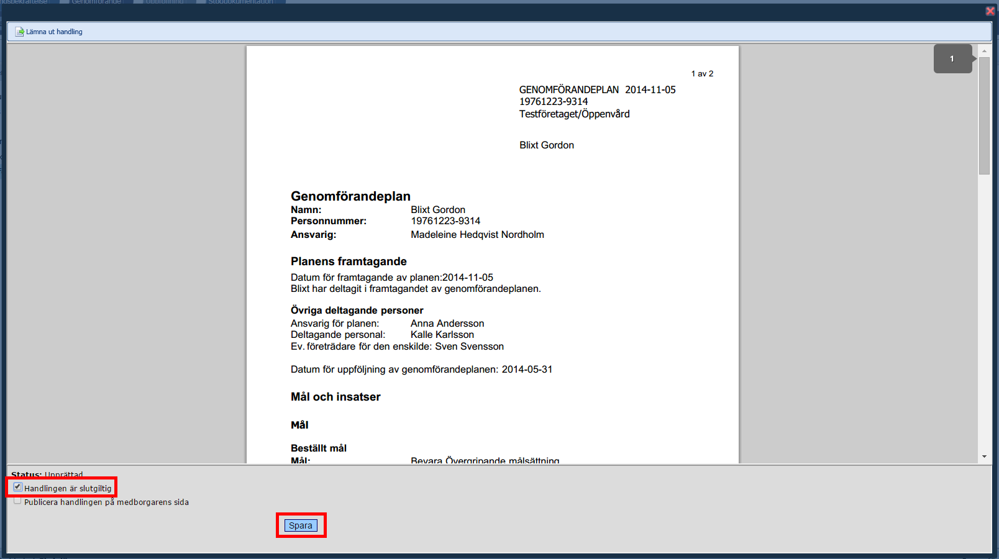 Genomförande
Uppföljning
Stöddokumentation
Lämna ut handling
1
1 av 2
GENOMFÖRANDEPLAN 2014-11-05
19761223-9314
Testföretaget/Öppenvård
Blixt Gordon
Genomförandeplan
Namn: Blixt Gordon
Personnummer: 19761223-9314
Ansvarig: Madeleine Hedqvist Nordholm
Planens framtagande
Datum för framtagande av planen:2014-11-05
Blixt har deltagit i framtagandet av genomförandeplanen.
Övriga deltagande personer
Ansvarig för planen: Anna Andersson
Deltagande personal: Kalle Karlsson
Ev. företrädare för den enskilde: Sven Svensson
Datum för uppföljning av genomförandeplanen: 2014-05-31
Mål och insatser
Mål
Beställt mål
Mål: Bevara Övergripande målsättning
Status: Upprättad
Handlingen är slutgiltig
Publicera handlingen på medborgarens sida
Spara